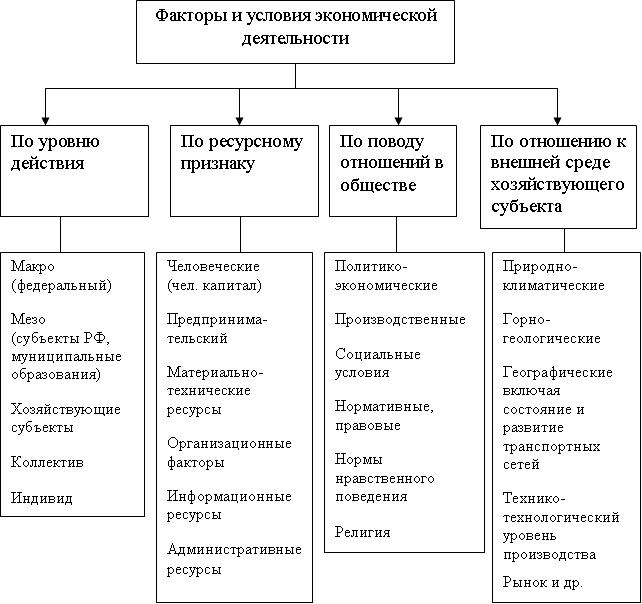 Факторы и условия экономической
деятельности
По уровню
действия
По ресурсному
признаку
По поводу
отношений в
обществе
По отношению к
внешней среде
хозяйствующего
субъекта
Макро
(федеральный)
Мезо
(субъекты РФ,
муниципальные
образования)
Хозяйствующие
субъекты
Коллектив
Индивид
Человеческие
(чел. капитал)
Предпринима-
тельский
Материально-
технические
ресурсы
Организационные
факторы
Информационные
ресурсы
Административные
ресурсы
Политико-
экономические
Производственные
Социальные
условия
Нормативные,
правовые
Нормы
нравственного
поведения
Религия
Природно-
климатические
Горно-
геологические
Географические
включая
состояние и
развитие
транспортных
сетей
Технико-
технологический
уровень
производства
Рынок и др.